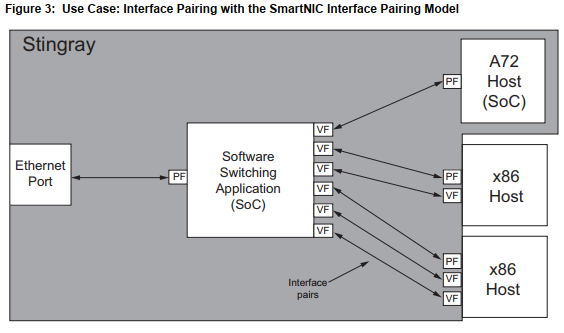 Figure 3: Use Case: Interface Pairing with the SmartNIC Interface Pairing Model
Stingray
A72
Host
(SoC)
PF
Ethernet
Port
PF
Software
Switching
Application
(SoC)
VF
VF
VF
VF
VF
VF
PF
VF
x86
Host
PF
VF
VF
x86
Host
Interface
pairs